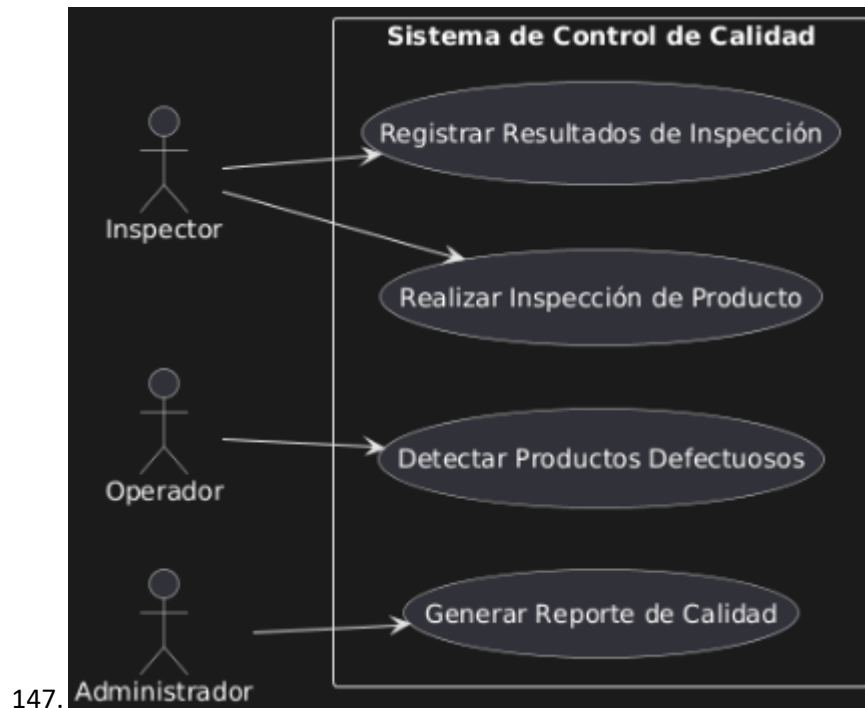 Sistema de Control de Calidad
Registrar Resultados de Inspección
Inspector
Realizar Inspección de Producto
Detectar Productos Defectuosos
Operador
Generar Reporte de Calidad
147.
Administrador